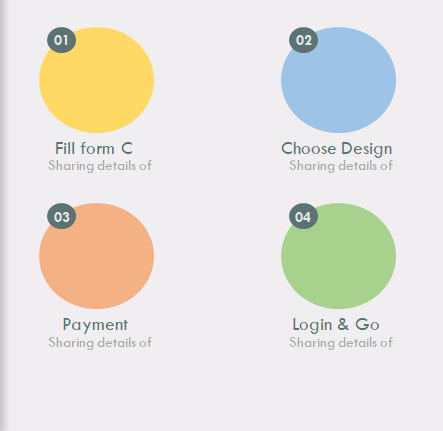 01
02
Fill form C
Choose Design
Sharing details of
Sharing details of
03
04
Payment
Login & Go
Sharing details of
Sharing details of